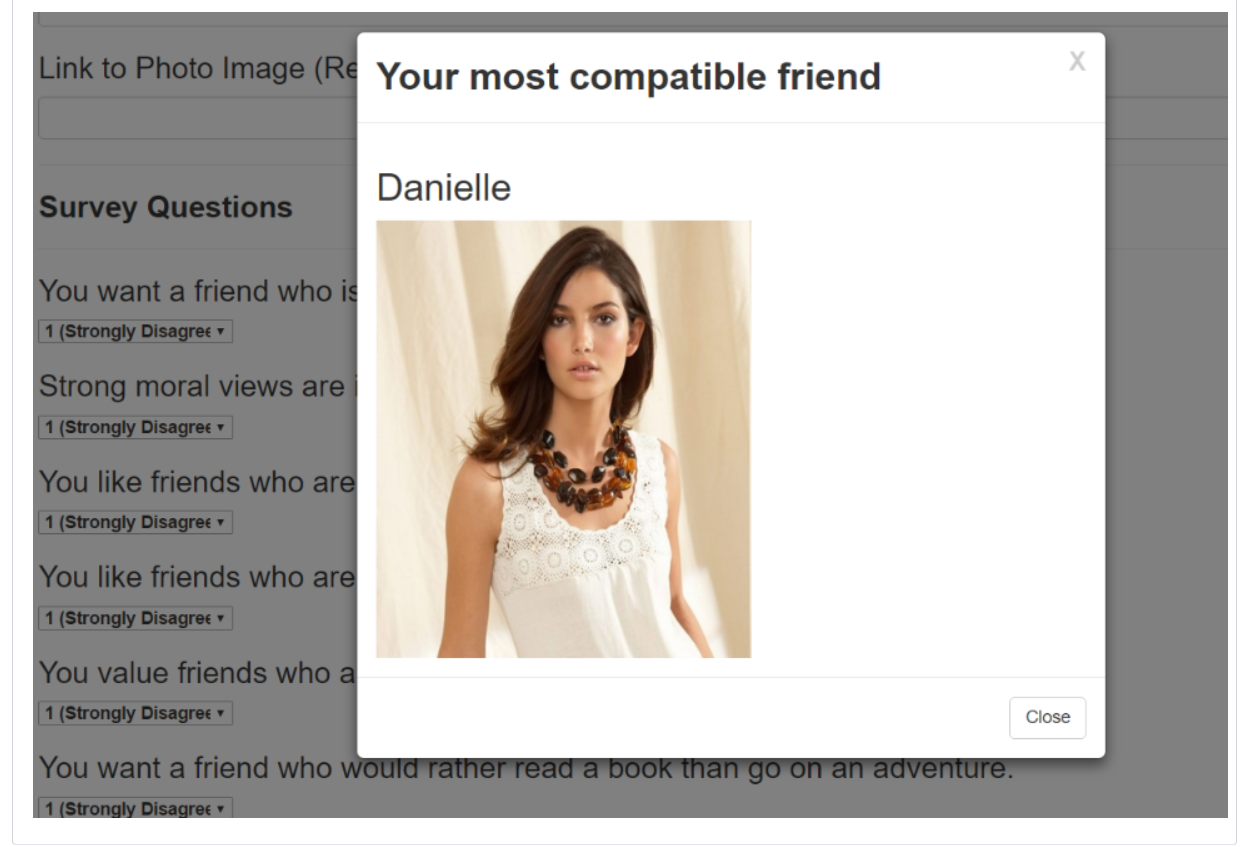 Link to Photo Image (Re
Your most compatible friend
X
Danielle
Survey Questions
You want a friend who is
1 (Strongly Disagree
Strong moral views are i
1 (Strongly Disagree
You like friends who are
1 (Strongly Disagree
You like friends who are
1 (Strongly Disagree
You value friends who a
1 (Strongly Disagree
Close
You want a friend who would rather read a book than go on an adventure.
1 (Strongly Disagree